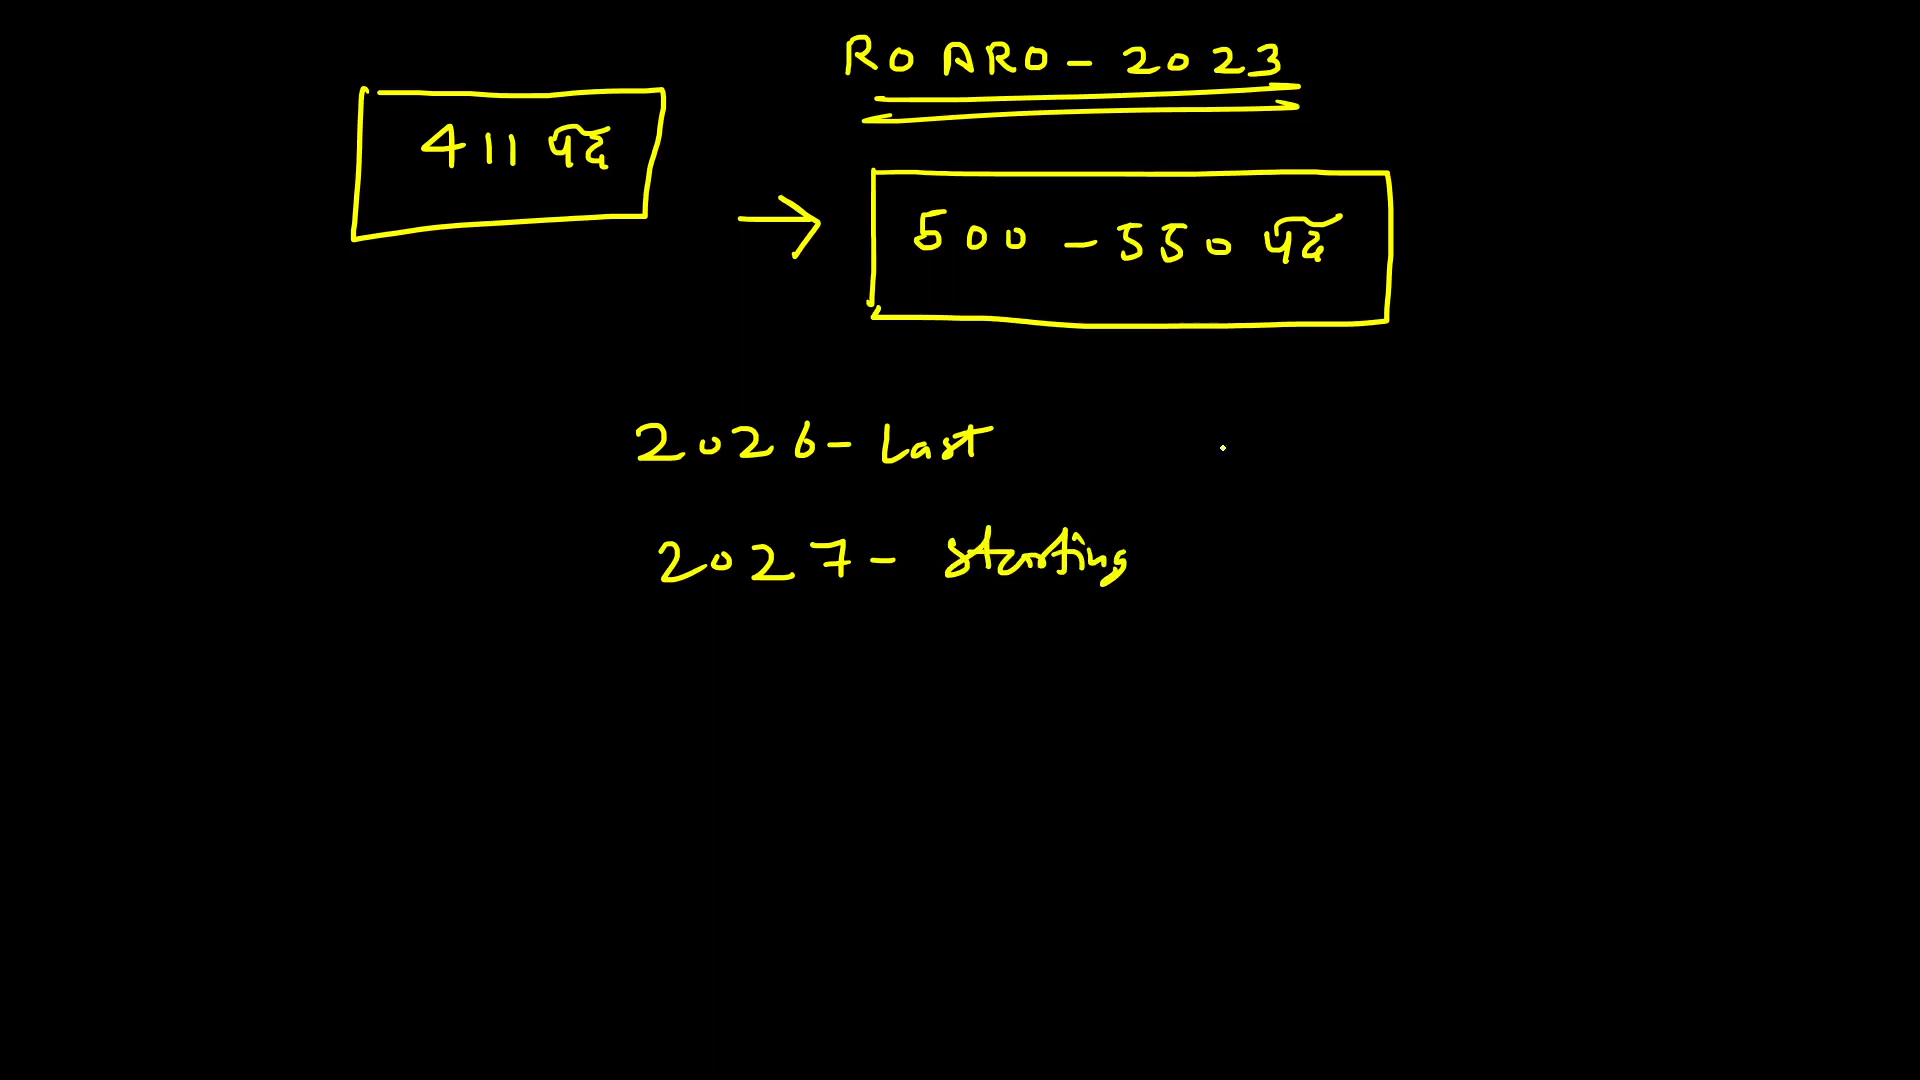 RO ARO - 2023
411 पद
→ 500 - 550 पद
2026 - Last
2027 - Starting